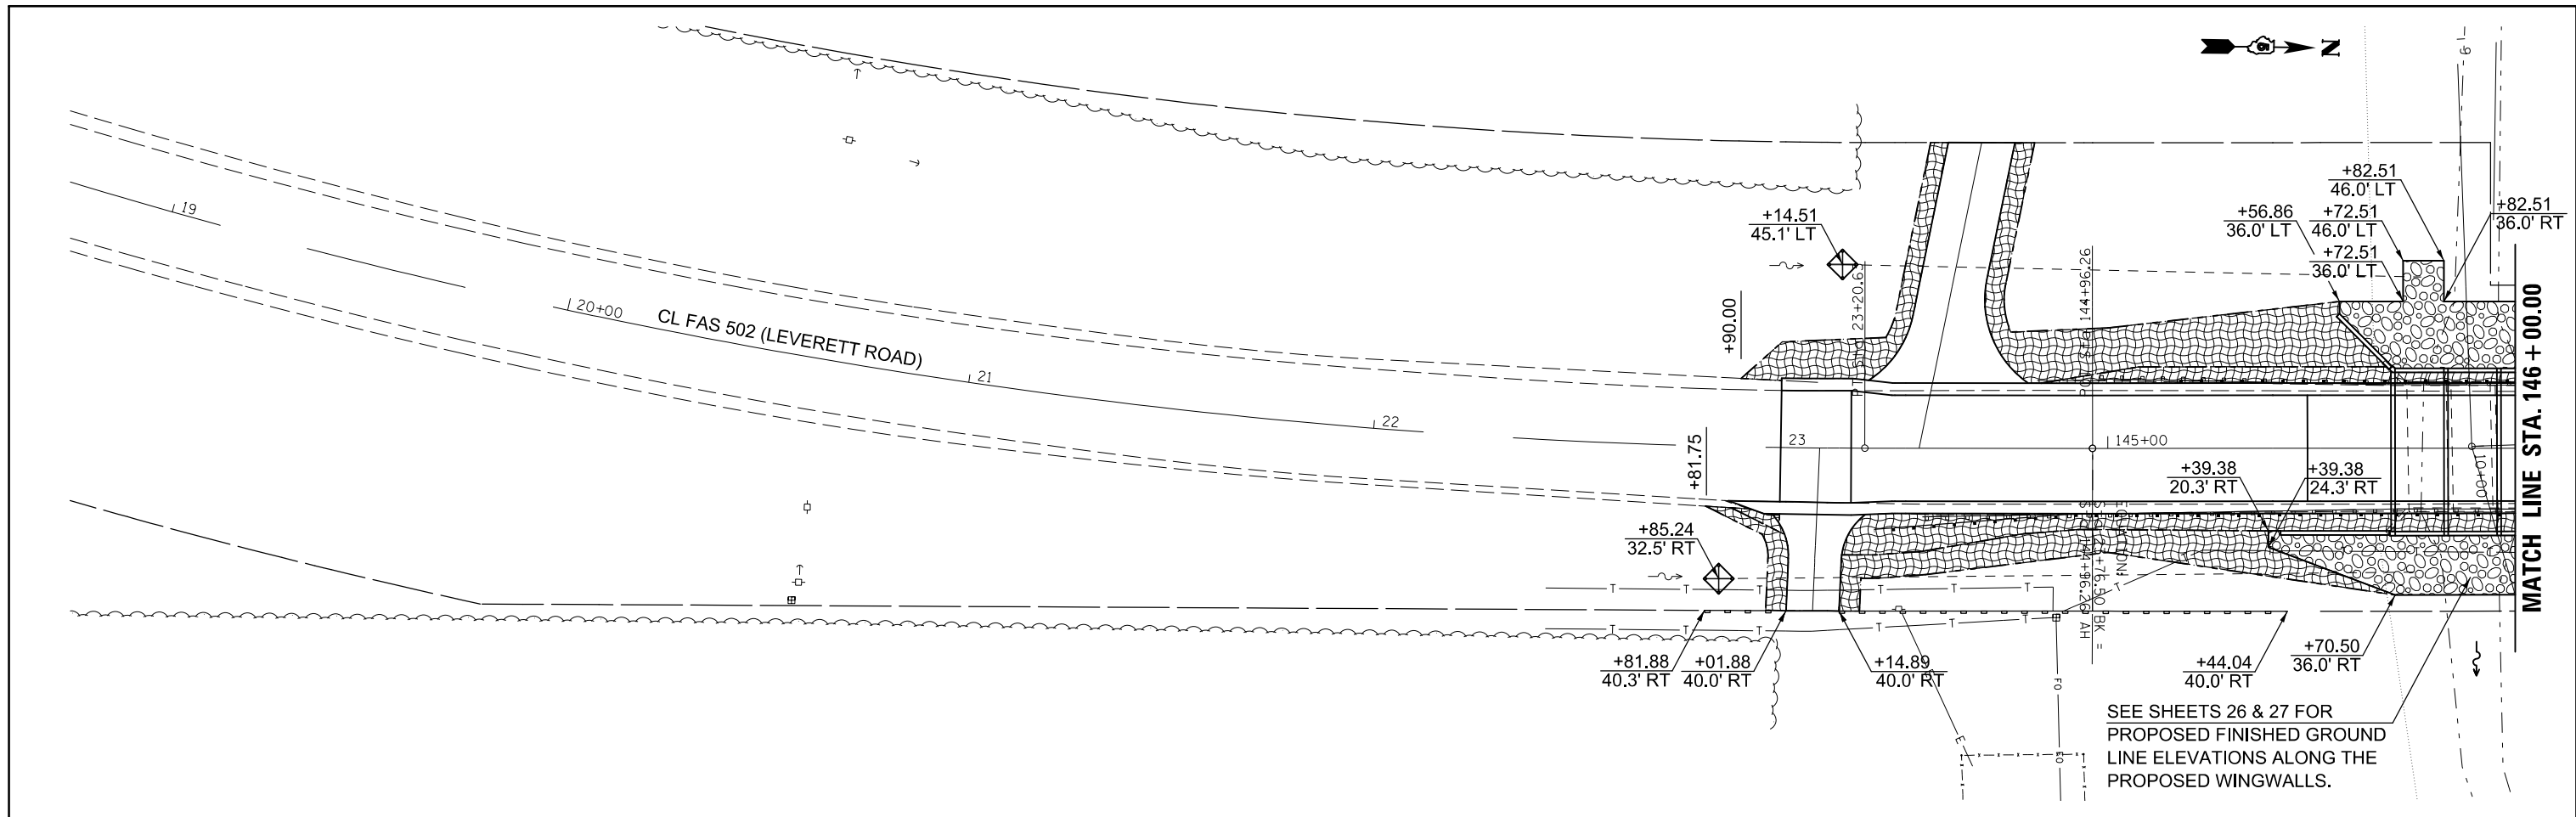 N
19
20+00
CL FAS 502 (LEVERETT ROAD)
21
22
23
145+00
10+00
+14.51
45.1' LT
+90.00
+81.75
+85.24
32.5' RT
+81.88
40.3' RT
+01.88
40.0' RT
+14.89
40.0' RT
+44.04
40.0' RT
+70.50
36.0' RT
+39.38
20.3' RT
+39.38
24.3' RT
+56.86
36.0' LT
+72.51
46.0' LT
+72.51
36.0' LT
+82.51
46.0' LT
+82.51
36.0' RT
144+96.26
T T T T T
T T T T T
E
FO
MATCH LINE STA. 146+00.00
SEE SHEETS 26 & 27 FOR
PROPOSED FINISHED GROUND
LINE ELEVATIONS ALONG THE
PROPOSED WINGWALLS.